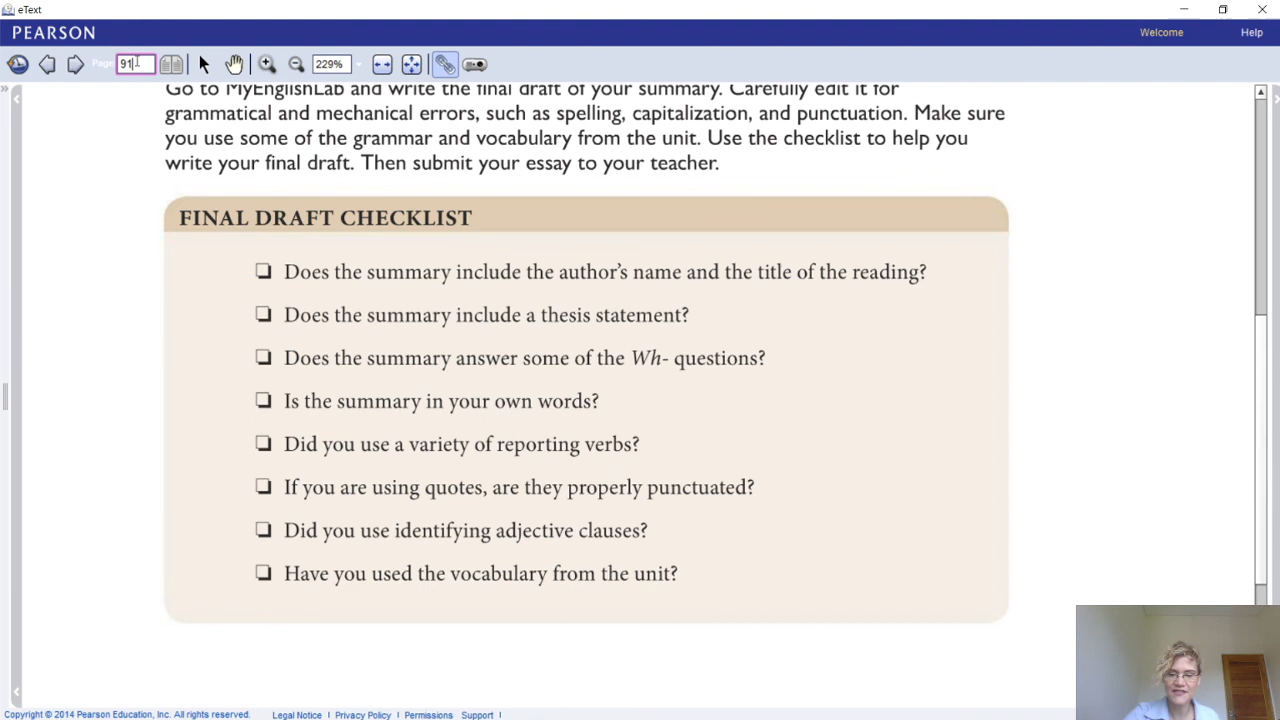 eText
PEARSON
Welcome Help
Page 91 229%
Go to MyEnglishLab and write the final draft of your summary. Carefully edit it for
grammatical and mechanical errors, such as spelling, capitalization, and punctuation. Make sure
you use some of the grammar and vocabulary from the unit. Use the checklist to help you
write your final draft. Then submit your essay to your teacher.
FINAL DRAFT CHECKLIST
❏ Does the summary include the author’s name and the title of the reading?
❏ Does the summary include a thesis statement?
❏ Does the summary answer some of the Wh- questions?
❏ Is the summary in your own words?
❏ Did you use a variety of reporting verbs?
❏ If you are using quotes, are they properly punctuated?
❏ Did you use identifying adjective clauses?
❏ Have you used the vocabulary from the unit?
Copyright © 2014 Pearson Education, Inc. All rights reserved. Legal Notice | Privacy Policy | Permissions Support |